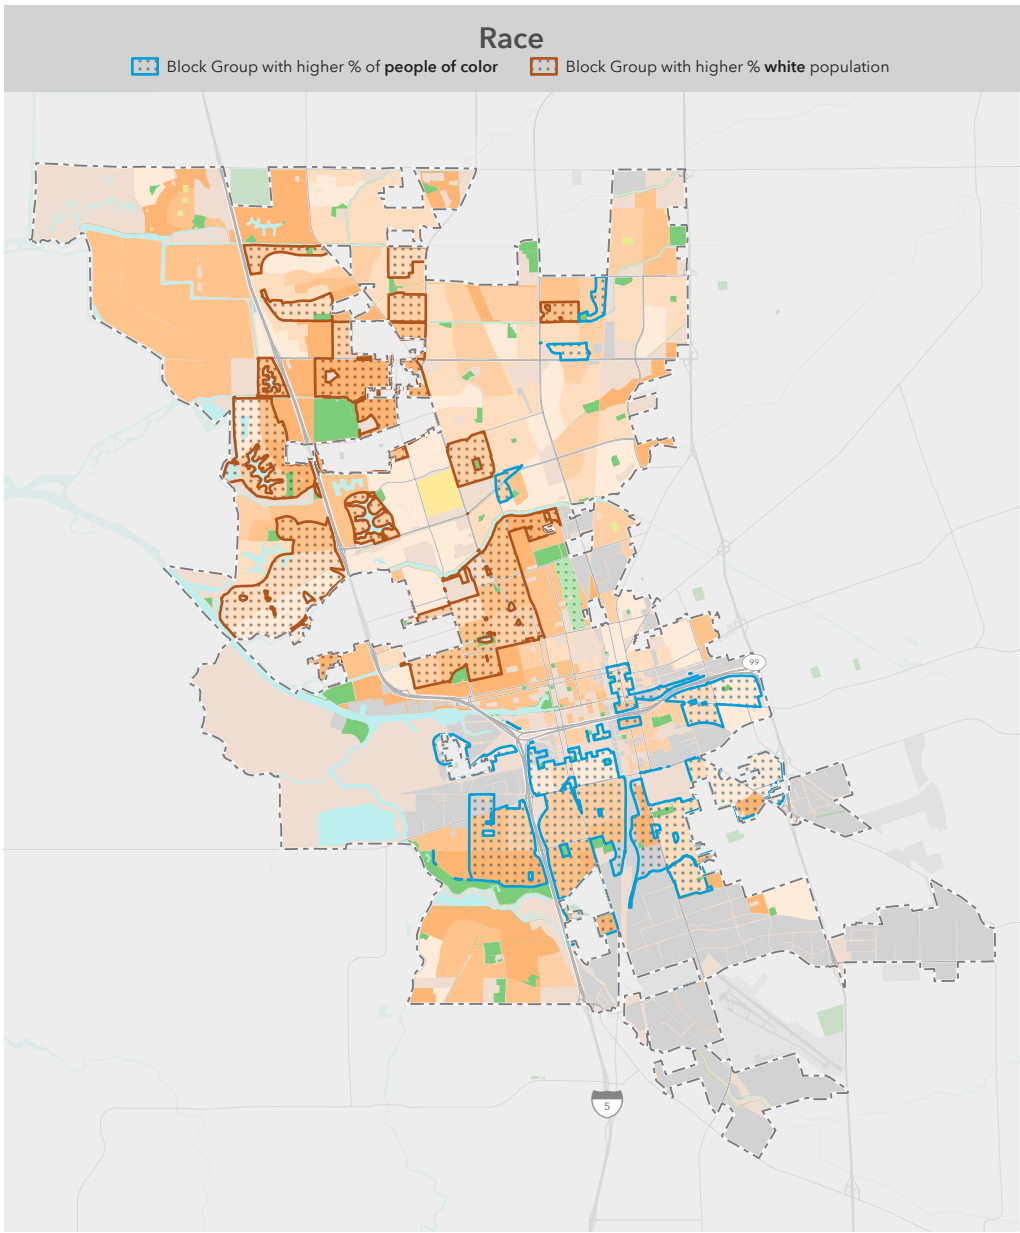 Race
Block Group with higher % of people of color
Block Group with higher % white population
99
5